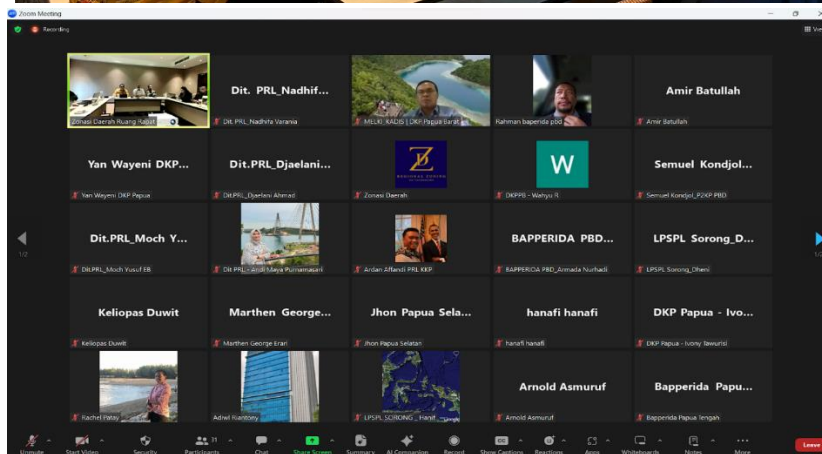 Zoom Meeting
Recording
View
Zonasi Daerah Ruang Rapat
Dit. PRL_Nadhif...
Dit. PRL_Nadhifa Varania
MELKI_KADIS | DKP Papua Barat
Rahman baperida pbd
Amir Batullah
Amir Batullah
Yan Wayeni DKP...
Yan Wayeni DKP Papua
Dit.PRL_Djaelani...
Dit.PRL_Djaelani Ahmad
Zonasi Daerah
W
DKPPB - Wahyu R
Semuel Kondjol...
Semuel Kondjol_P2KP PBD
Dit.PRL_Moch Y...
Dit.PRL_Moch Yusuf EB
Dit PRL - Andi Maya Purnamasari
Ardan Affandi PRL KKP
BAPPERIDA PBD...
BAPPERIDA PBD_Armada Nurhadi
LPSPL Sorong_D...
LPSPL Sorong_Dheni
1/2
Keliopas Duwit
Keliopas Duwit
Marthen George...
Marthen George Erari
Jhon Papua Sela...
Jhon Papua Selatan
hanafi hanafi
hanafi hanafi
DKP Papua - Ivo...
DKP Papua - Ivony Tawurisi
Rachel Patay
Adiwi Riantony
LPSPL SORONG _ Hanif
Arnold Asmuruf
Arnold Asmuruf
Bapperida Papu...
Bapperida Papua Tengah
Unmute
Start Video
Security
Participants
31
Chat
Share Screen
Summary
AI Companion
Record
Show Captions
Reactions
Apps
Whiteboards
Notes
More
Leave